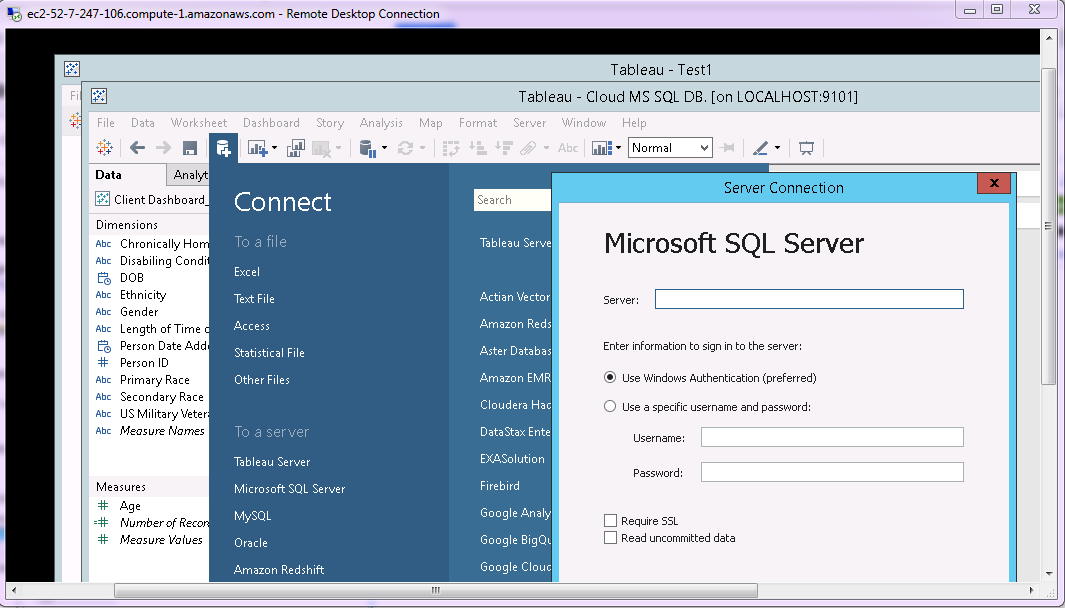 ec2-52-7-247-106.compute-1.amazonaws.com - Remote Desktop Connection
Tableau - Test1
Tableau - Cloud MS SQL DB. [on LOCALHOST:9101]
Fil
File Data Worksheet Dashboard Story Analysis Map Format Server Window Help
Abc Normal
Data Analyt
Client Dashboard_
Dimensions
Abc Chronically Hom
Abc Disabiling Condit
DOB
Abc Ethnicity
Abc Gender
Abc Length of Time o
Person Date Adde
# Person ID
Abc Primary Race
Abc Secondary Race
Abc US Military Vetera
Abc Measure Names
Measures
# Age
=# Number of Recor
# Measure Values
Connect
To a file
Excel
Text File
Access
Statistical File
Other Files
To a server
Tableau Server
Microsoft SQL Server
MySQL
Oracle
Amazon Redshift
Search
Tableau Serve
Actian Vector
Amazon Reds
Aster Databas
Amazon EMR
Cloudera Had
DataStax Ente
EXASolution
Firebird
Google Analy
Google BigQu
Google Cloud
Server Connection
x
Microsoft SQL Server
Server:
Enter information to sign in to the server:
Use Windows Authentication (preferred)
Use a specific username and password:
Username:
Password:
Require SSL
Read uncommitted data